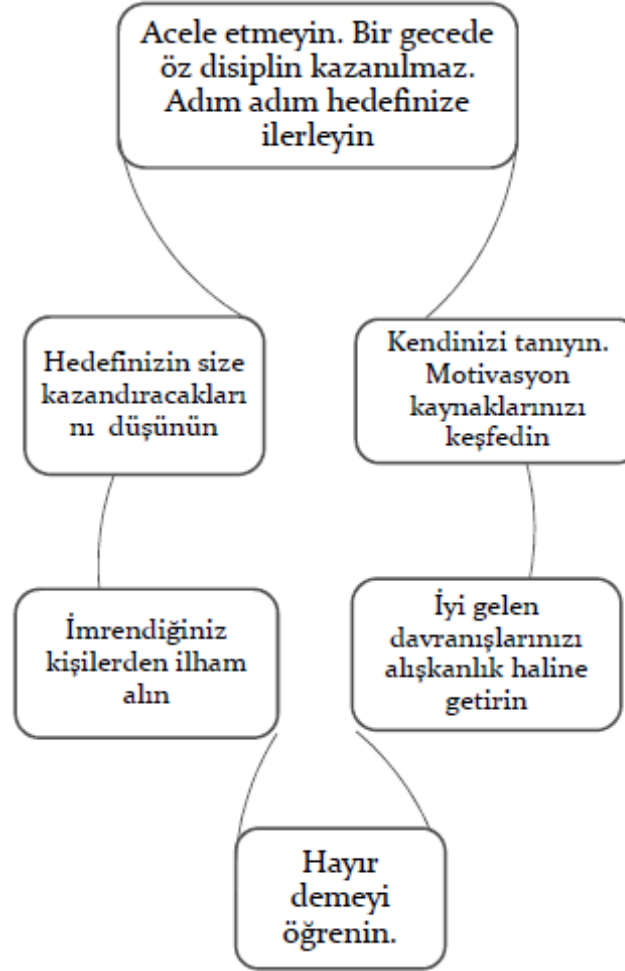 Acele etmeyin. Bir gecede
öz disiplin kazanılmaz.
Adım adım hedefinize
ilerleyin
Hedefinizin size
kazandıracakları
nı düşünün
Kendinizi tanıyın.
Motivasyon
kaynaklarınızı
keşfedin
İmrendiğiniz
kişilerden ilham
alın
İyi gelen
davranışlarınızı
alışkanlık haline
getirin
Hayır
demeyi
öğrenin.